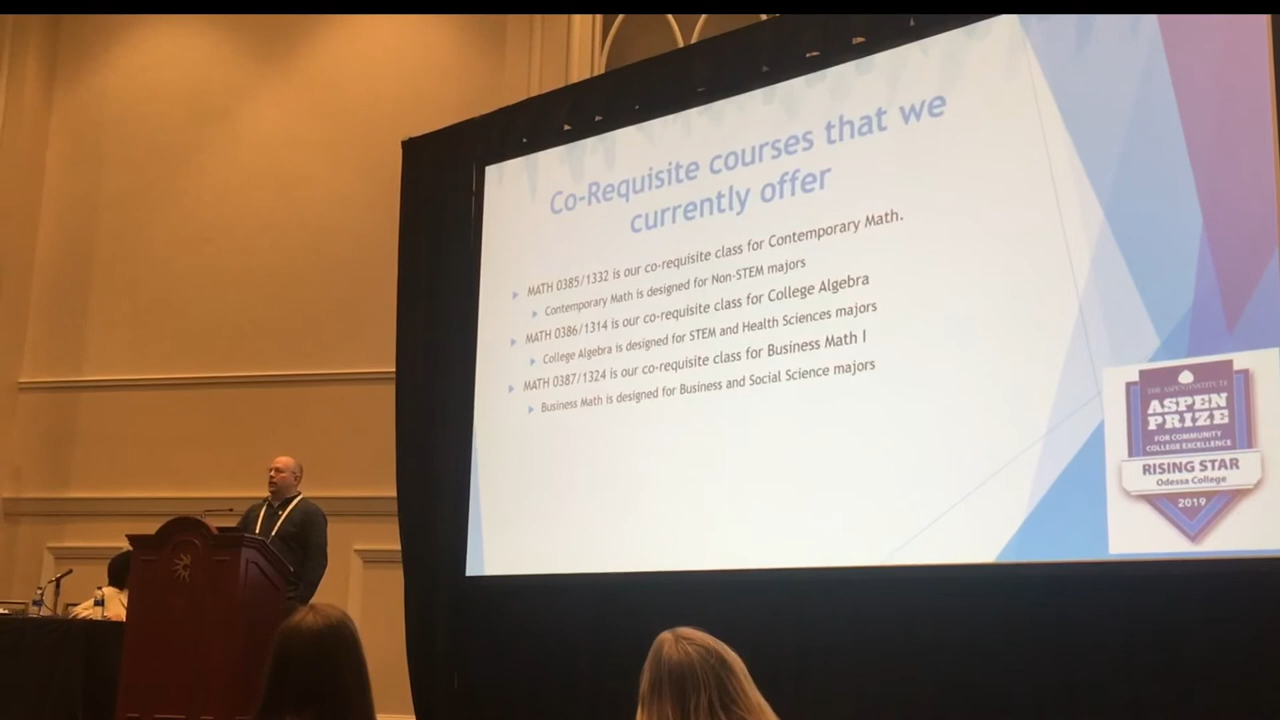 Co-Requisite courses that we
currently offer
MATH 0385/1332 is our co-requisite class for Contemporary Math.
Contemporary Math is designed for Non-STEM majors
MATH 0386/1314 is our co-requisite class for College Algebra
College Algebra is designed for STEM and Health Sciences majors
MATH 0387/1324 is our co-requisite class for Business Math I
Business Math is designed for Business and Social Science majors
THE ASPEN INSTITUTE
ASPEN
PRIZE
FOR COMMUNITY
COLLEGE EXCELLENCE
RISING STAR
Odessa College
2019